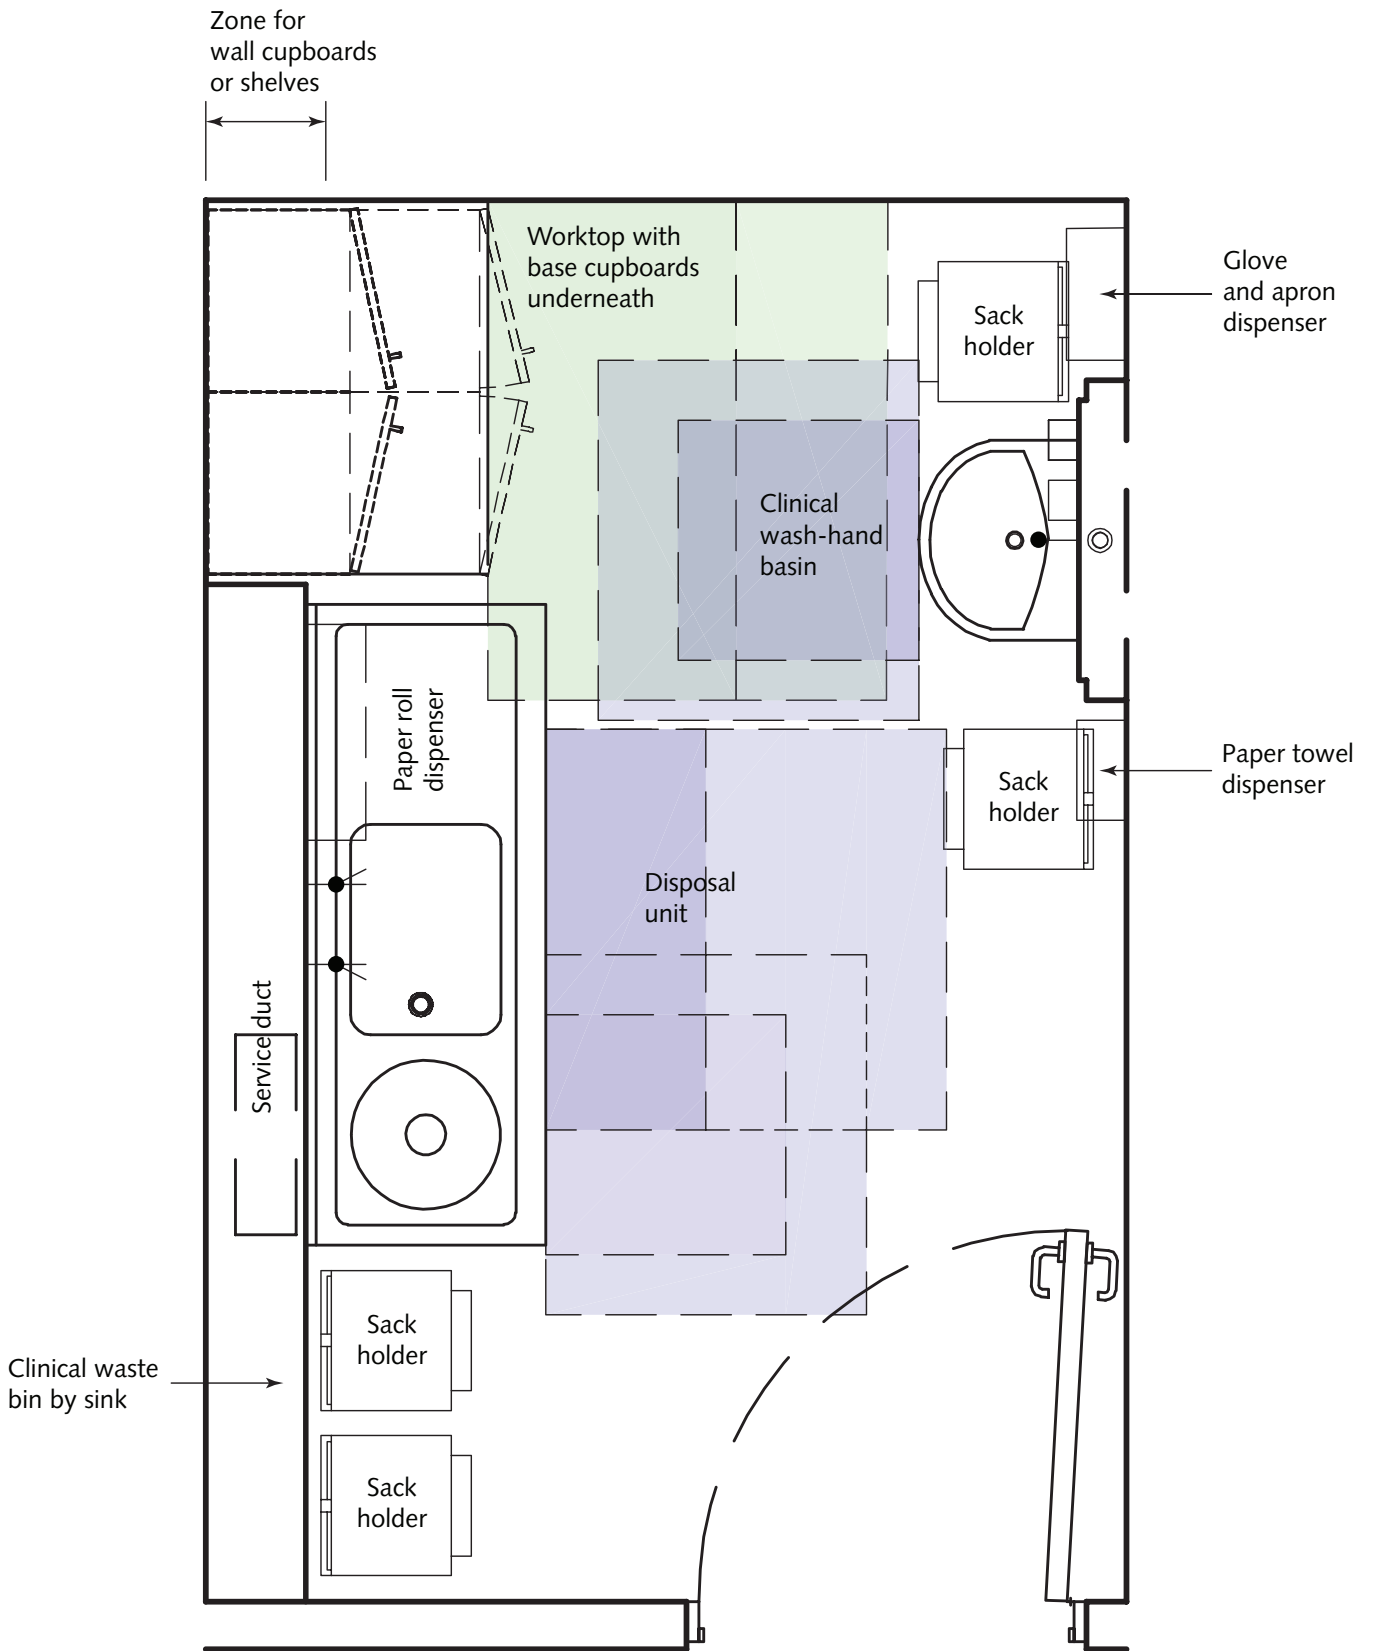 Zone for
wall cupboards
or shelves
Worktop with
base cupboards
underneath
Sack
holder
Glove
and apron
dispenser
Clinical
wash-hand
basin
Paper roll
dispenser
Sack
holder
Paper towel
dispenser
Disposal
unit
Service duct
Sack
holder
Clinical waste
bin by sink
Sack
holder